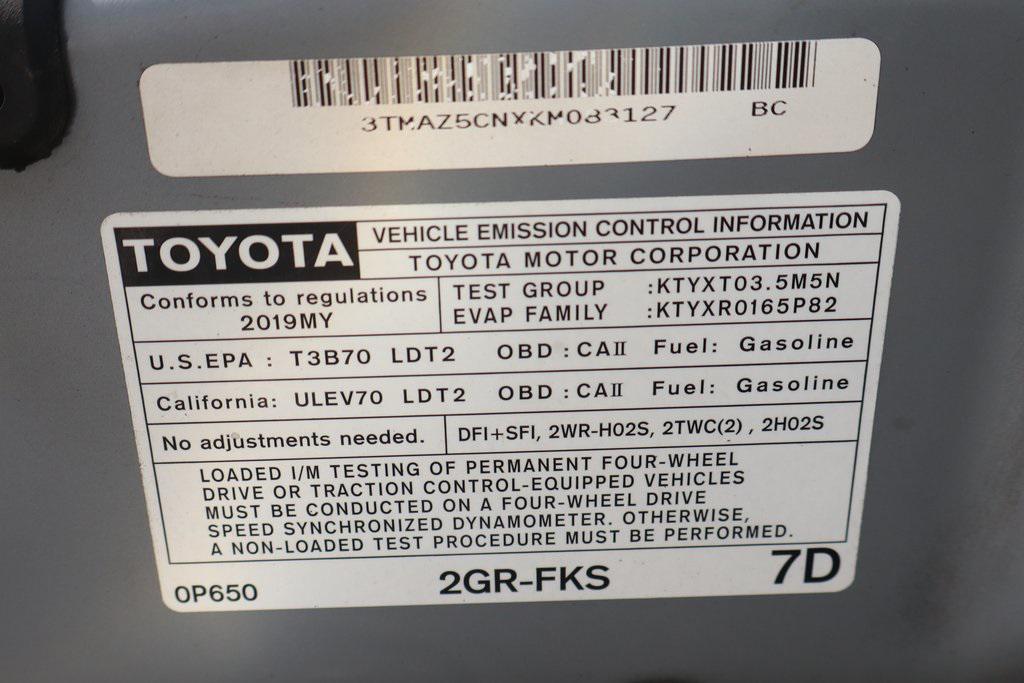 3TMAZ5CNXKM083127 BC
TOYOTA VEHICLE EMISSION CONTROL INFORMATION
TOYOTA MOTOR CORPORATION
Conforms to regulations
2019MY
TEST GROUP :KTYXT03.5M5N
EVAP FAMILY :KTYXR0165P82
U.S.EPA : T3B70 LDT2 OBD : CAII Fuel: Gasoline
California: ULEV70 LDT2 OBD : CAII Fuel: Gasoline
No adjustments needed. DFI+SFI, 2WR-HO2S, 2TWC(2) , 2HO2S
LOADED I/M TESTING OF PERMANENT FOUR-WHEEL
DRIVE OR TRACTION CONTROL-EQUIPPED VEHICLES
MUST BE CONDUCTED ON A FOUR-WHEEL DRIVE
SPEED SYNCHRONIZED DYNAMOMETER. OTHERWISE,
A NON-LOADED TEST PROCEDURE MUST BE PERFORMED.
0P650 2GR-FKS 7D